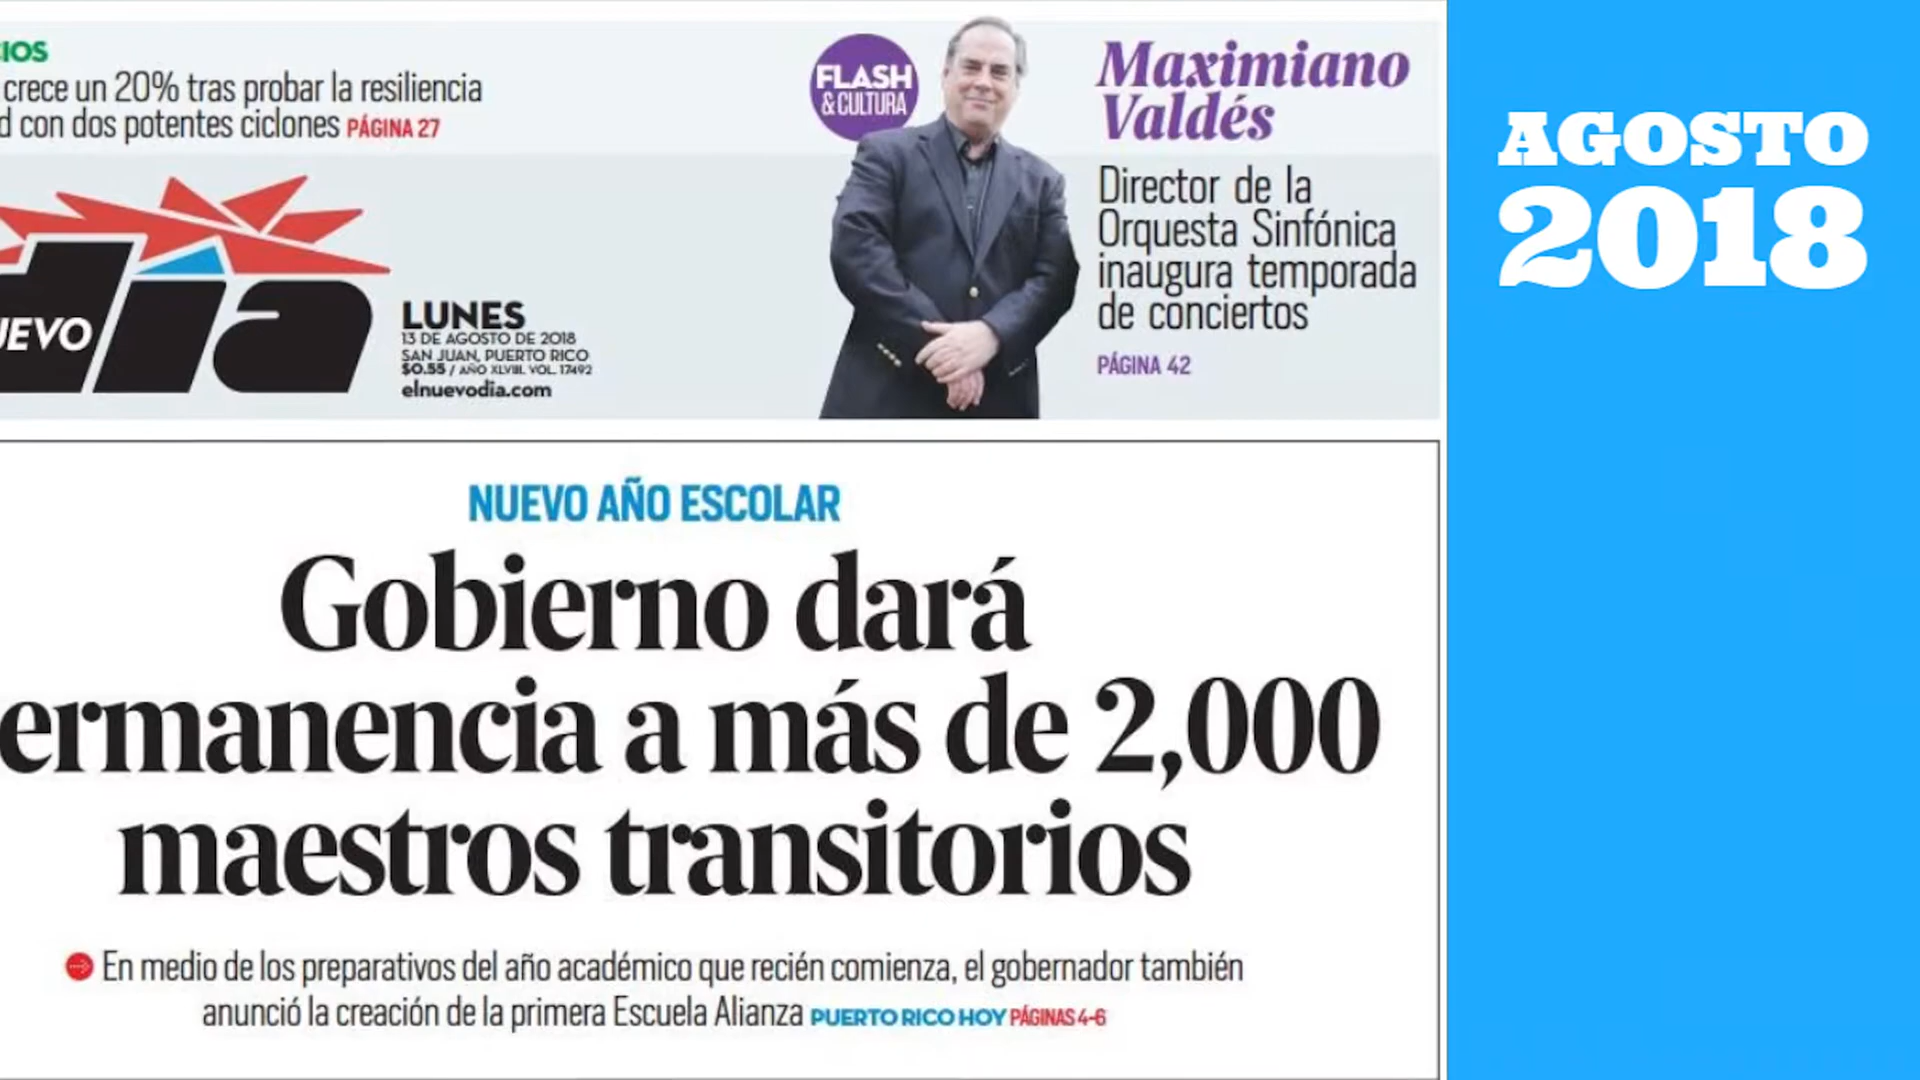 crece un 20% tras probar la resiliencia
con dos potentes ciclones PÁGINA 27
FLASH
& CULTURA
Maximiano
Valdés
Director de la
Orquesta Sinfónica
inaugura temporada
de conciertos
PÁGINA 42
día
LUNES
13 DE AGOSTO DE 2018
SAN JUAN, PUERTO RICO
$0.55 / AÑO XLVIII. VOL. 17492
elnuevodia.com
AGOSTO
2018
NUEVO AÑO ESCOLAR
Gobierno dará
ermanencia a más de 2,000
maestros transitorios
En medio de los preparativos del año académico que recién comienza, el gobernador también
anunció la creación de la primera Escuela Alianza PUERTO RICO HOY PÁGINAS 4-6